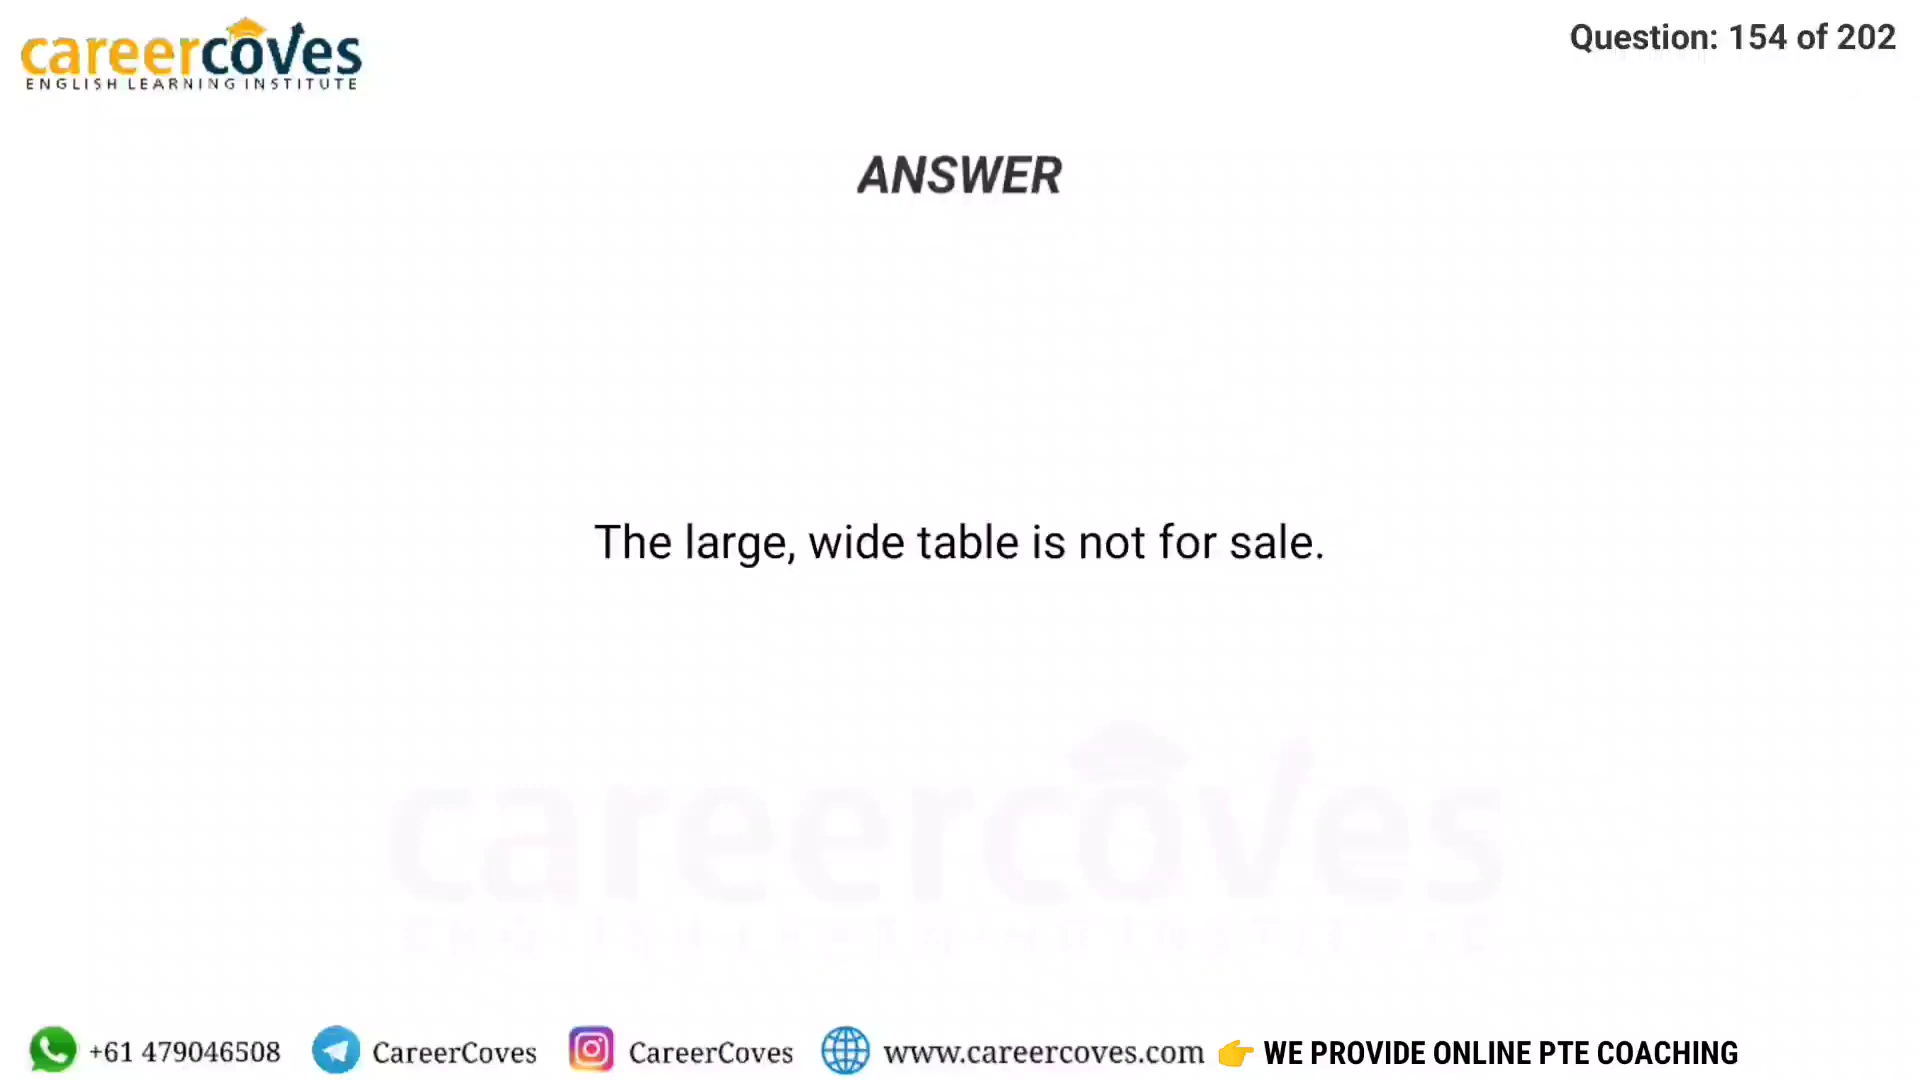 careercoves
ENGLISH LEARNING INSTITUTE
Question: 154 of 202
ANSWER
The large, wide table is not for sale.
careercoves
+61 479046508 CareerCoves CareerCoves www.careercoves.com WE PROVIDE ONLINE PTE COACHING